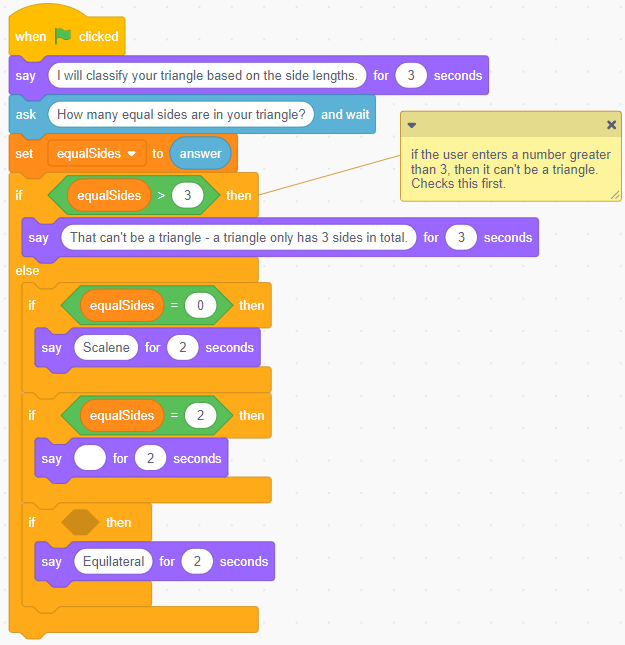 when clicked
say I will classify your triangle based on the side lengths. for 3 seconds
ask How many equal sides are in your triangle? and wait
set equalSides to answer
if equalSides > 3 then
if the user enters a number greater
than 3, then it can't be a triangle.
Checks this first.
say That can't be a triangle - a triangle only has 3 sides in total. for 3 seconds
else
if equalSides = 0 then
say Scalene for 2 seconds
if equalSides = 2 then
say for 2 seconds
if then
say Equilateral for 2 seconds